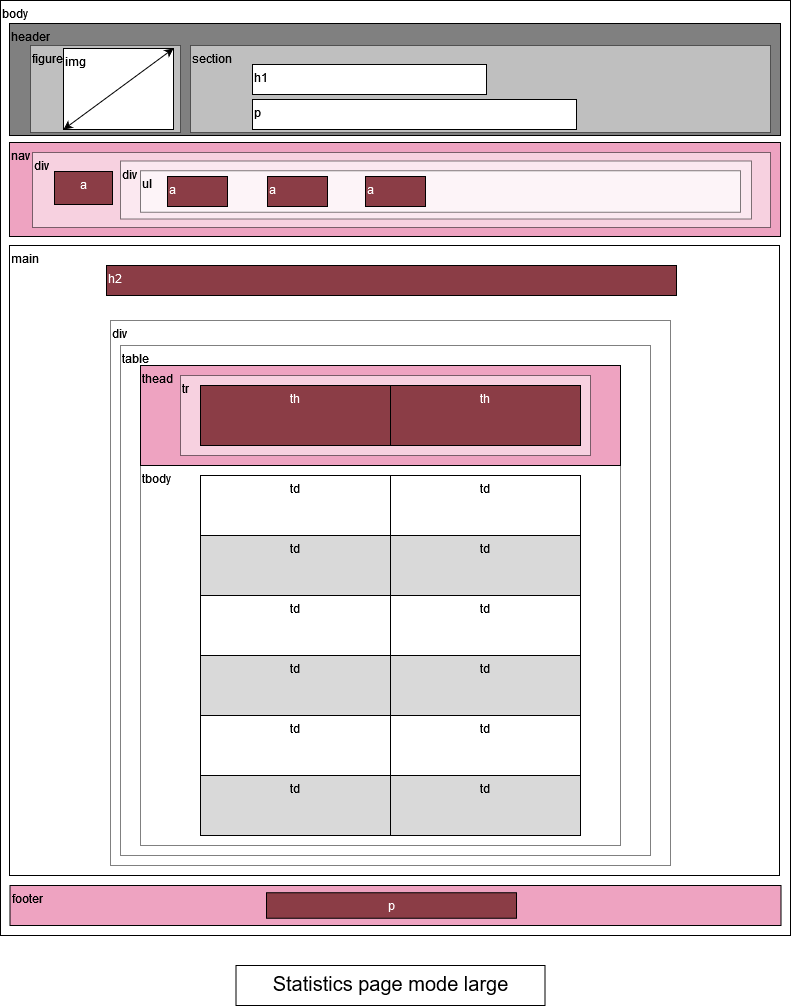 body
header
figure
img
section
h1
p
nav
div
a
div
ul
a
a
a
main
h2
div
table
thead
tr
th
th
tbody
td
td
td
td
td
td
td
td
td
td
td
td
footer
p
Statistics page mode large